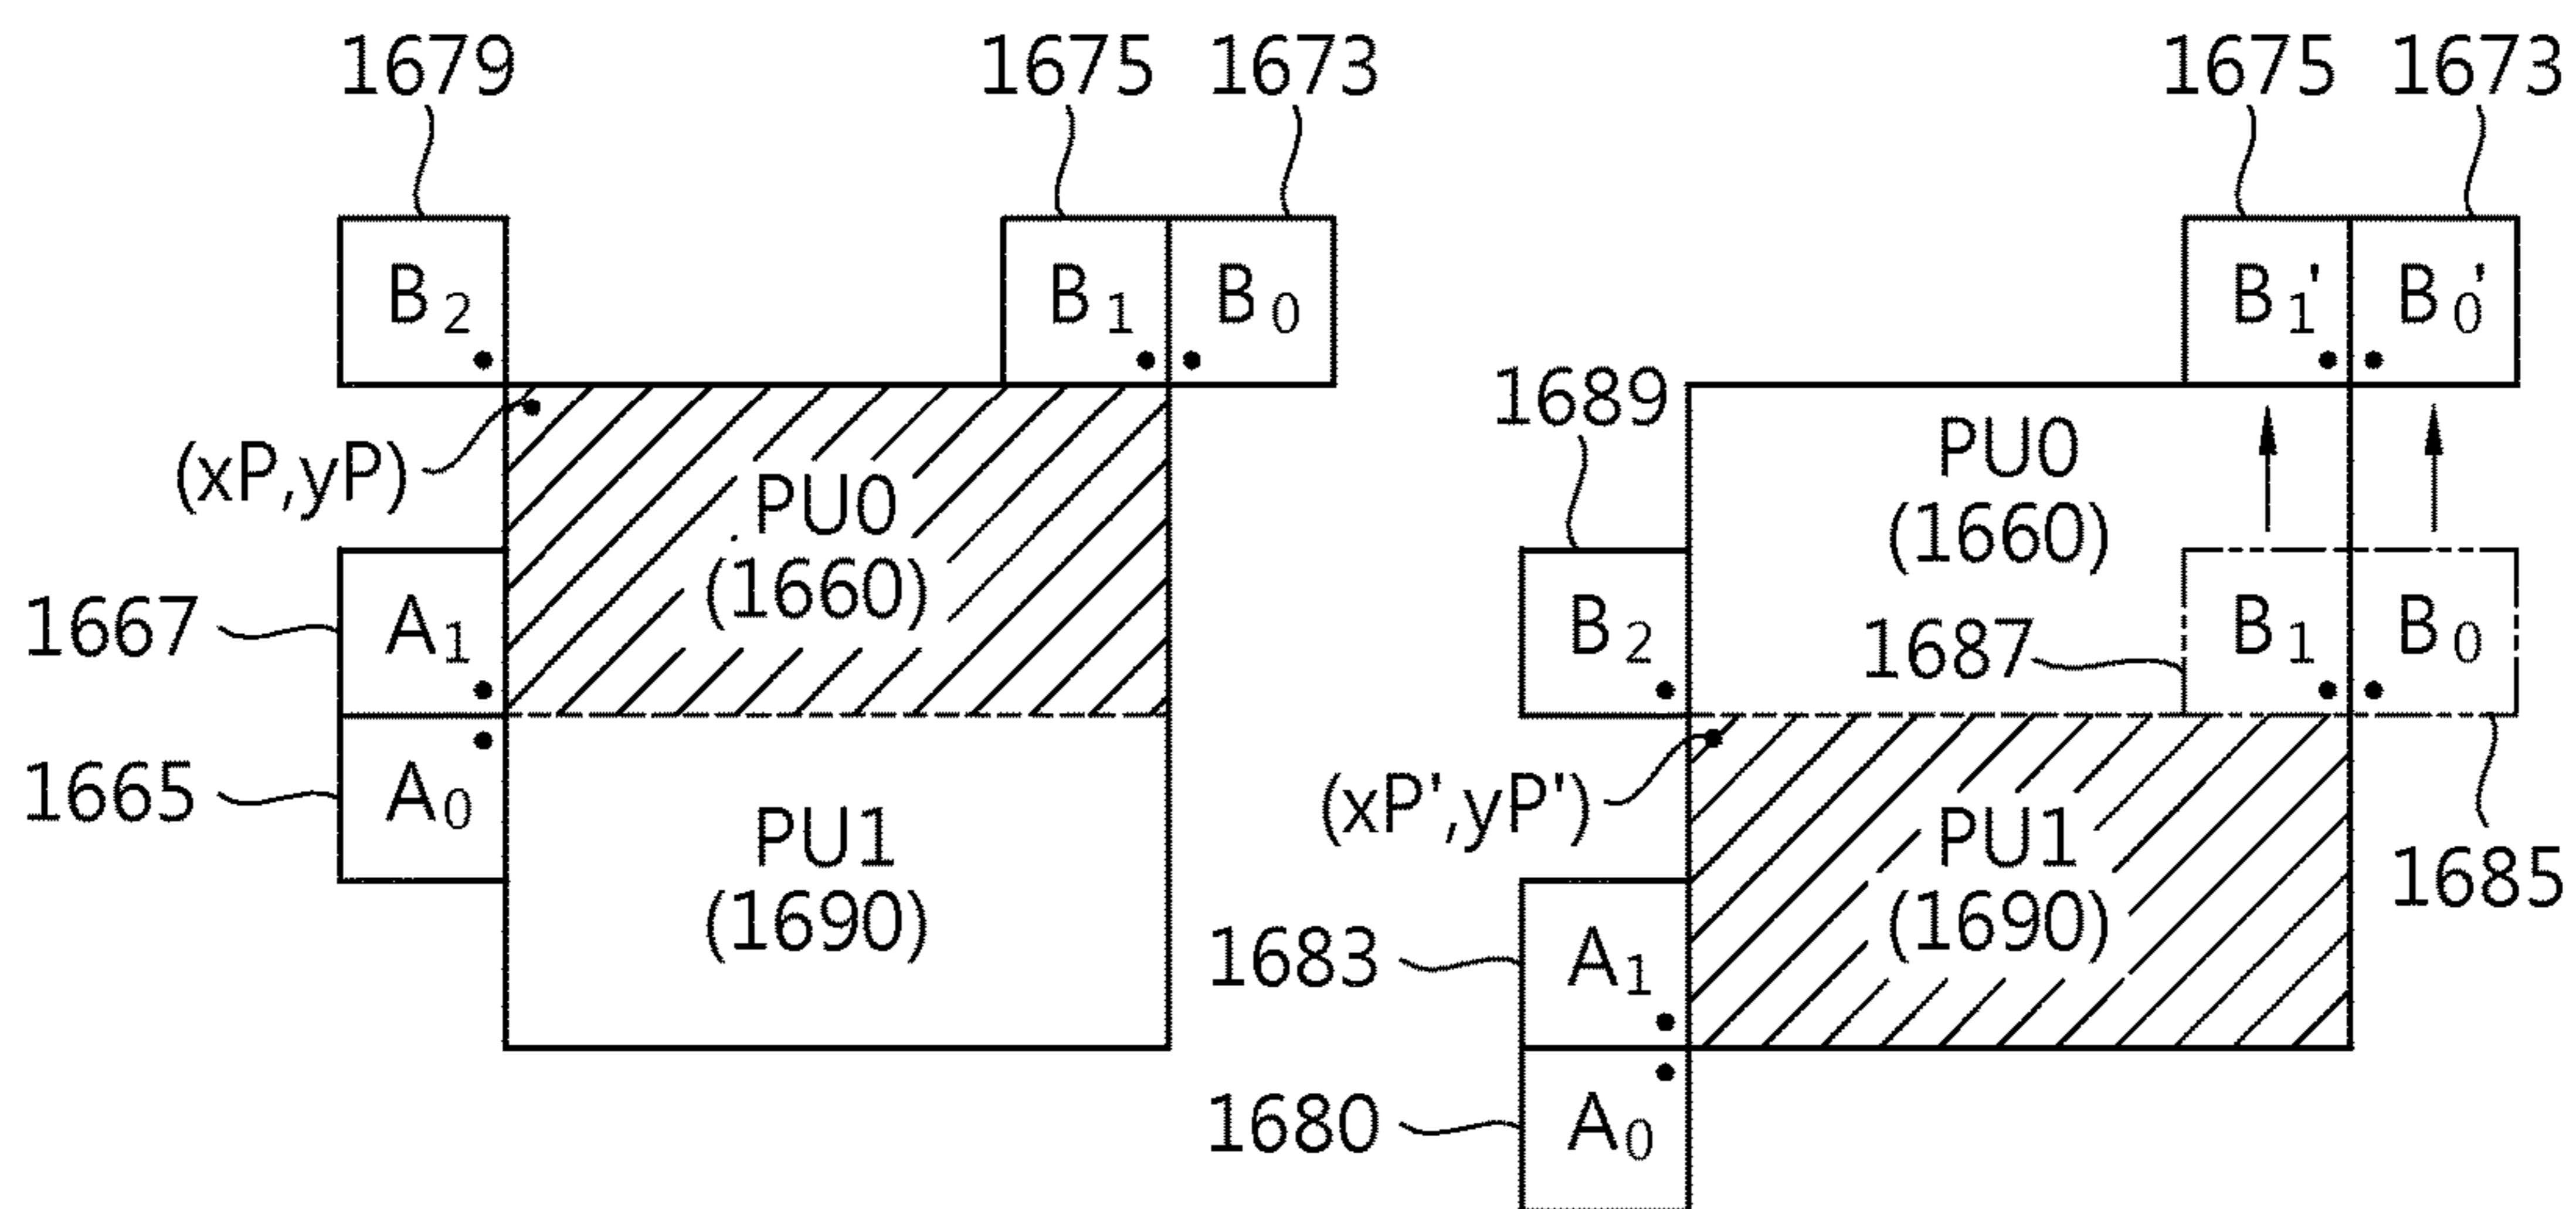 1679 1675 1673
B2 B1 B0
(xP,yP)
PU0
(1660)
1667 A1
1665 A0
PU1
(1690)
1675 1673
B1' B0'
1689
PU0
(1660)
B2 1687 B1 B0
(xP',yP')
1685
PU1
(1690)
1683 A1
1680 A0